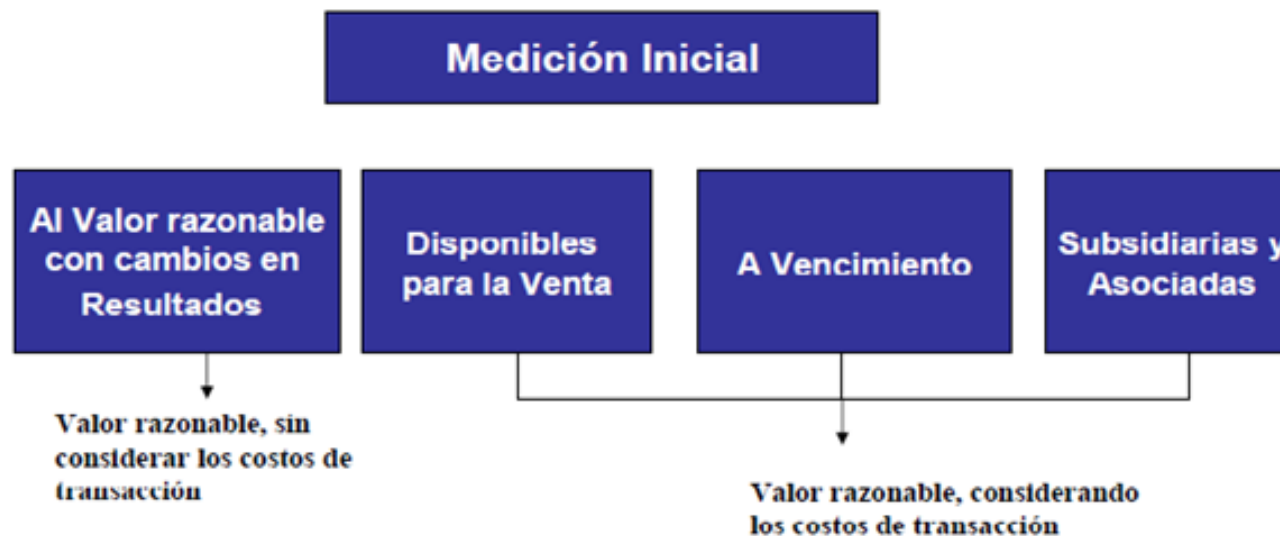 Medición Inicial
Al Valor razonable
con cambios en
Resultados
Disponibles
para la Venta
A Vencimiento
Subsidiarias y
Asociadas
Valor razonable, sin
considerar los costos de
transacción
Valor razonable, considerando
los costos de transacción